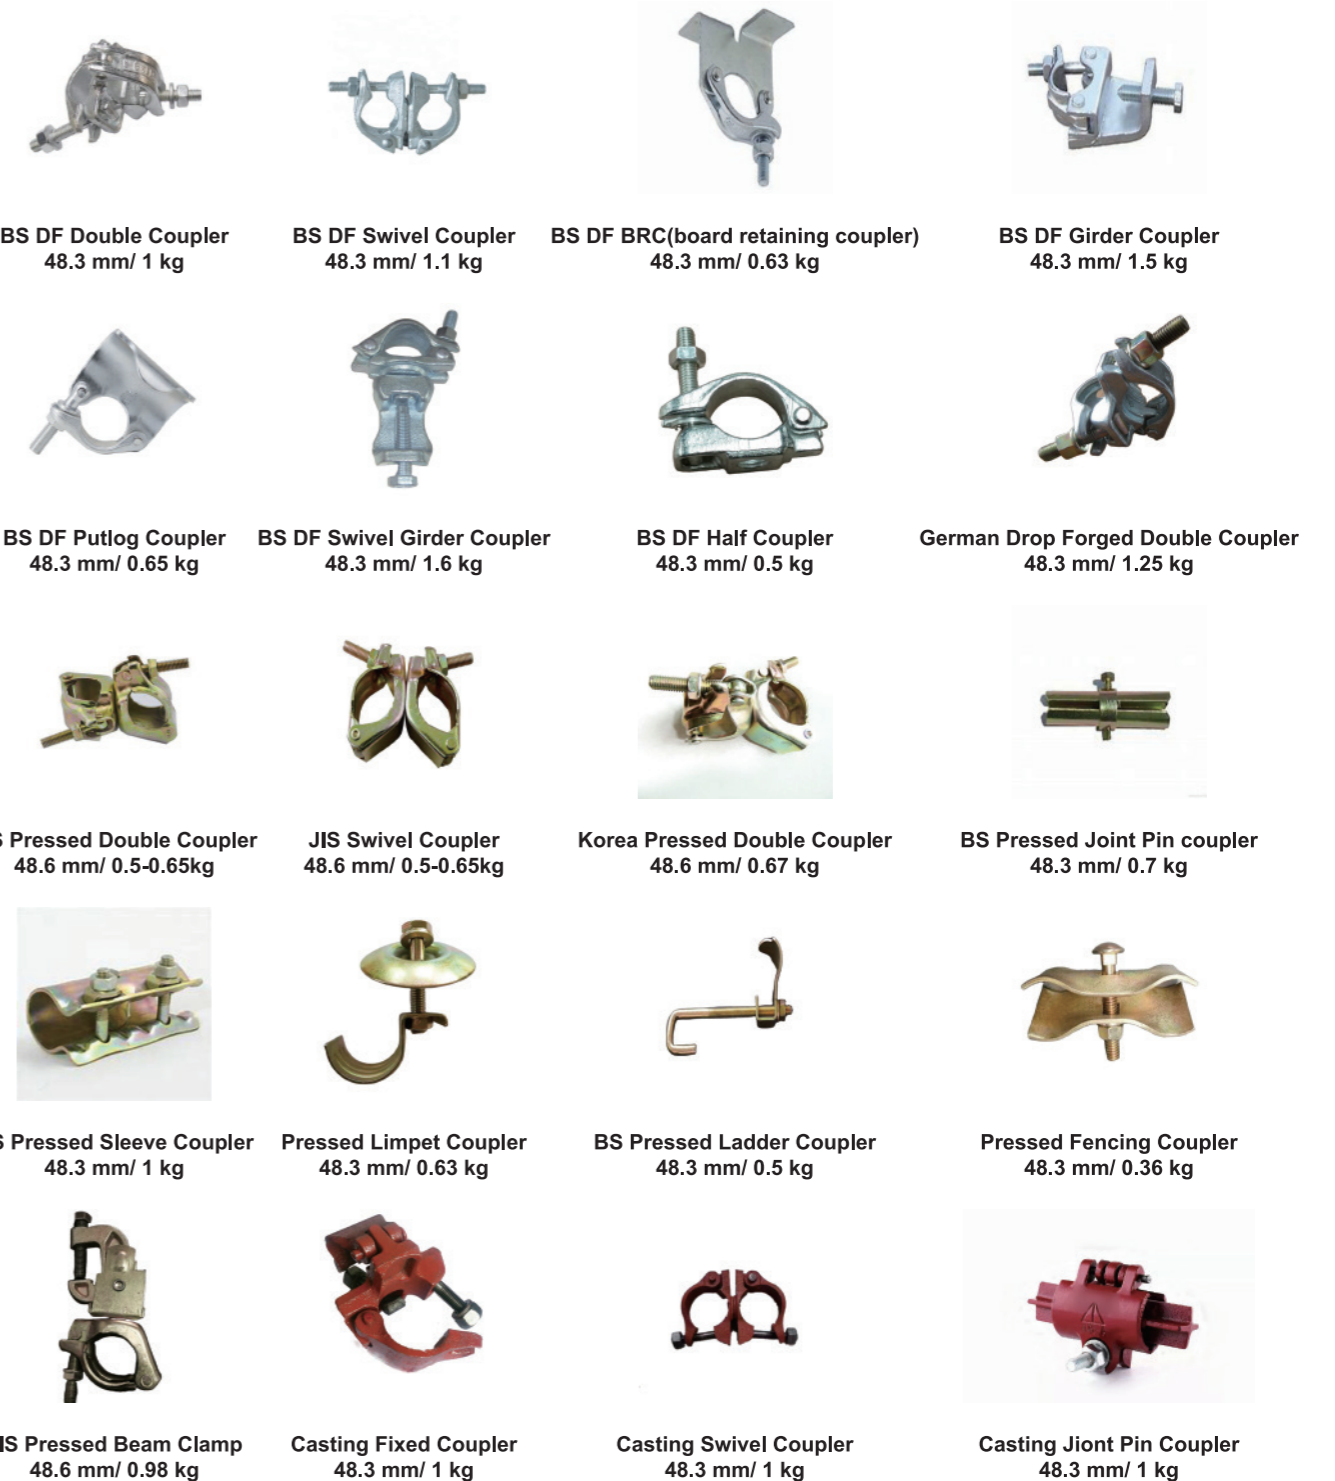 BS DF Double Coupler
48.3 mm/ 1 kg
BS DF Swivel Coupler
48.3 mm/ 1.1 kg
BS DF BRC(board retaining coupler)
48.3 mm/ 0.63 kg
BS DF Girder Coupler
48.3 mm/ 1.5 kg
BS DF Putlog Coupler
48.3 mm/ 0.65 kg
BS DF Swivel Girder Coupler
48.3 mm/ 1.6 kg
BS DF Half Coupler
48.3 mm/ 0.5 kg
German Drop Forged Double Coupler
48.3 mm/ 1.25 kg
Pressed Double Coupler
48.6 mm/ 0.5-0.65kg
JIS Swivel Coupler
48.6 mm/ 0.5-0.65kg
Korea Pressed Double Coupler
48.6 mm/ 0.67 kg
BS Pressed Joint Pin coupler
48.3 mm/ 0.7 kg
Pressed Sleeve Coupler
48.3 mm/ 1 kg
Pressed Limpet Coupler
48.3 mm/ 0.63 kg
BS Pressed Ladder Coupler
48.3 mm/ 0.5 kg
Pressed Fencing Coupler
48.3 mm/ 0.36 kg
Pressed Beam Clamp
48.6 mm/ 0.98 kg
Casting Fixed Coupler
48.3 mm/ 1 kg
Casting Swivel Coupler
48.3 mm/ 1 kg
Casting Jiont Pin Coupler
48.3 mm/ 1 kg